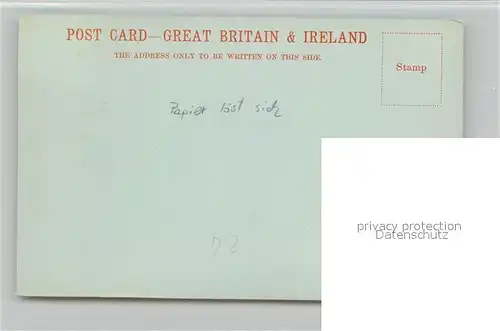 POST CARD—GREAT BRITAIN & IRELAND
THE ADDRESS ONLY TO BE WRITTEN ON THIS SIDE.
Stamp
Papier löst sich
privacy protection
Datenschutz